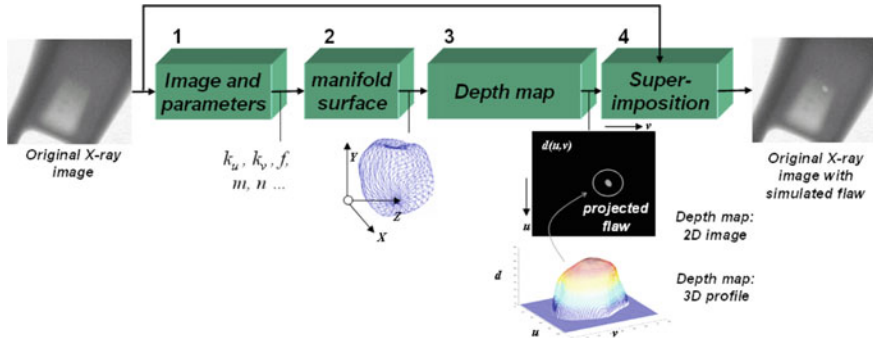 1
2
3
4
Image and
parameters
manifold
surface
Depth map
Super-
imposition
Original X-ray
image
k_u , k_v , f,
m, n ...
Y
Z
X
v
d(u,v)
u
projected
flaw
Original X-ray
image with
simulated flaw
Depth map:
2D image
d
u
v
Depth map:
3D profile